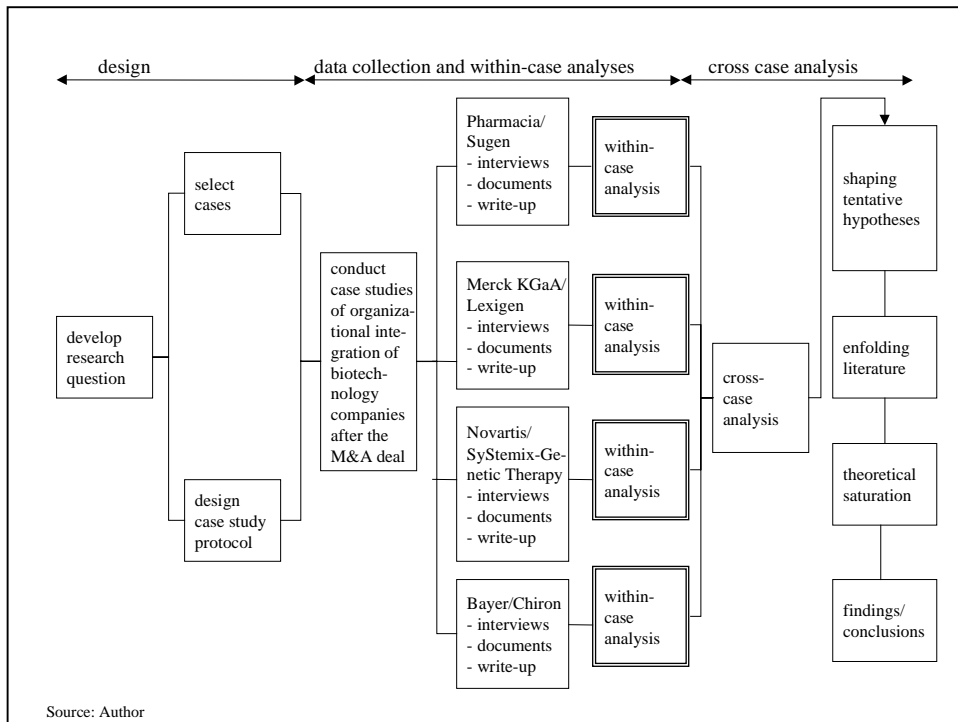 design
data collection and within-case analyses
cross case analysis
develop
research
question
select
cases
design
case study
protocol
conduct
case studies
of organiza-
tional inte-
gration of
biotech-
nology
companies
after the
M&A deal
Pharmacia/
Sugen
- interviews
- documents
- write-up
within-
case
analysis
Merck KGaA/
Lexigen
- interviews
- documents
- write-up
within-
case
analysis
Novartis/
SyStemix-Ge-
netic Therapy
- interviews
- documents
- write-up
within-
case
analysis
Bayer/Chiron
- interviews
- documents
- write-up
within-
case
analysis
cross-
case
analysis
shaping
tentative
hypotheses
enfolding
literature
theoretical
saturation
findings/
conclusions
Source: Author